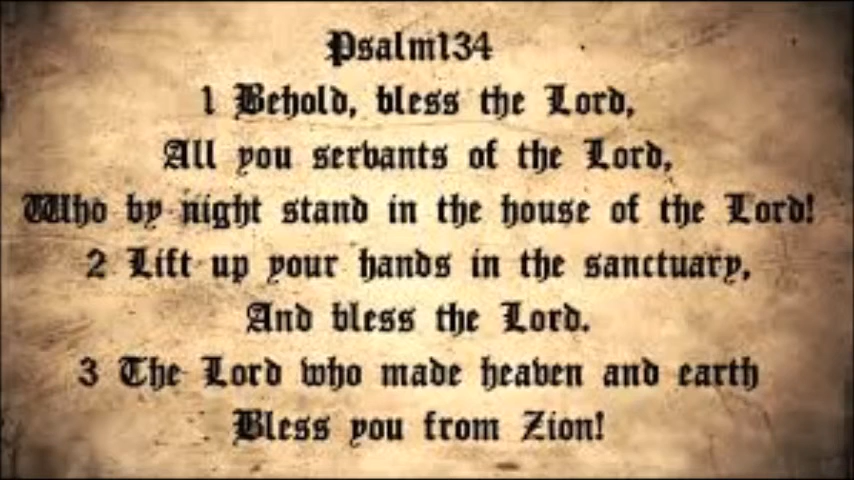 Psalm134
1 Behold, bless the Lord,
All you servants of the Lord,
Who by night stand in the house of the Lord!
2 Lift up your hands in the sanctuary,
And bless the Lord.
3 The Lord who made heaven and earth
Bless you from Zion!